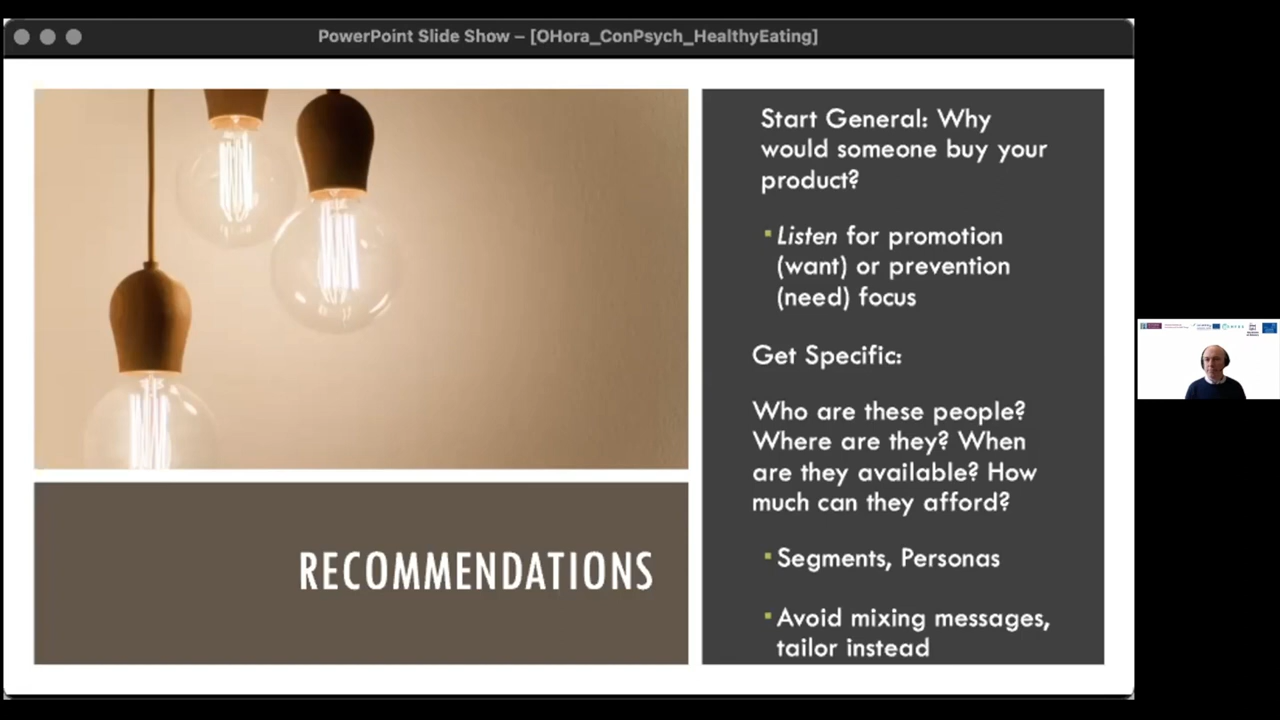 PowerPoint Slide Show – [OHora_ConPsych_HealthyEating]
Start General: Why
would someone buy your
product?
Listen for promotion
(want) or prevention
(need) focus
Get Specific:
Who are these people?
Where are they? When
are they available? How
much can they afford?
Segments, Personas
Avoid mixing messages,
tailor instead
RECOMMENDATIONS